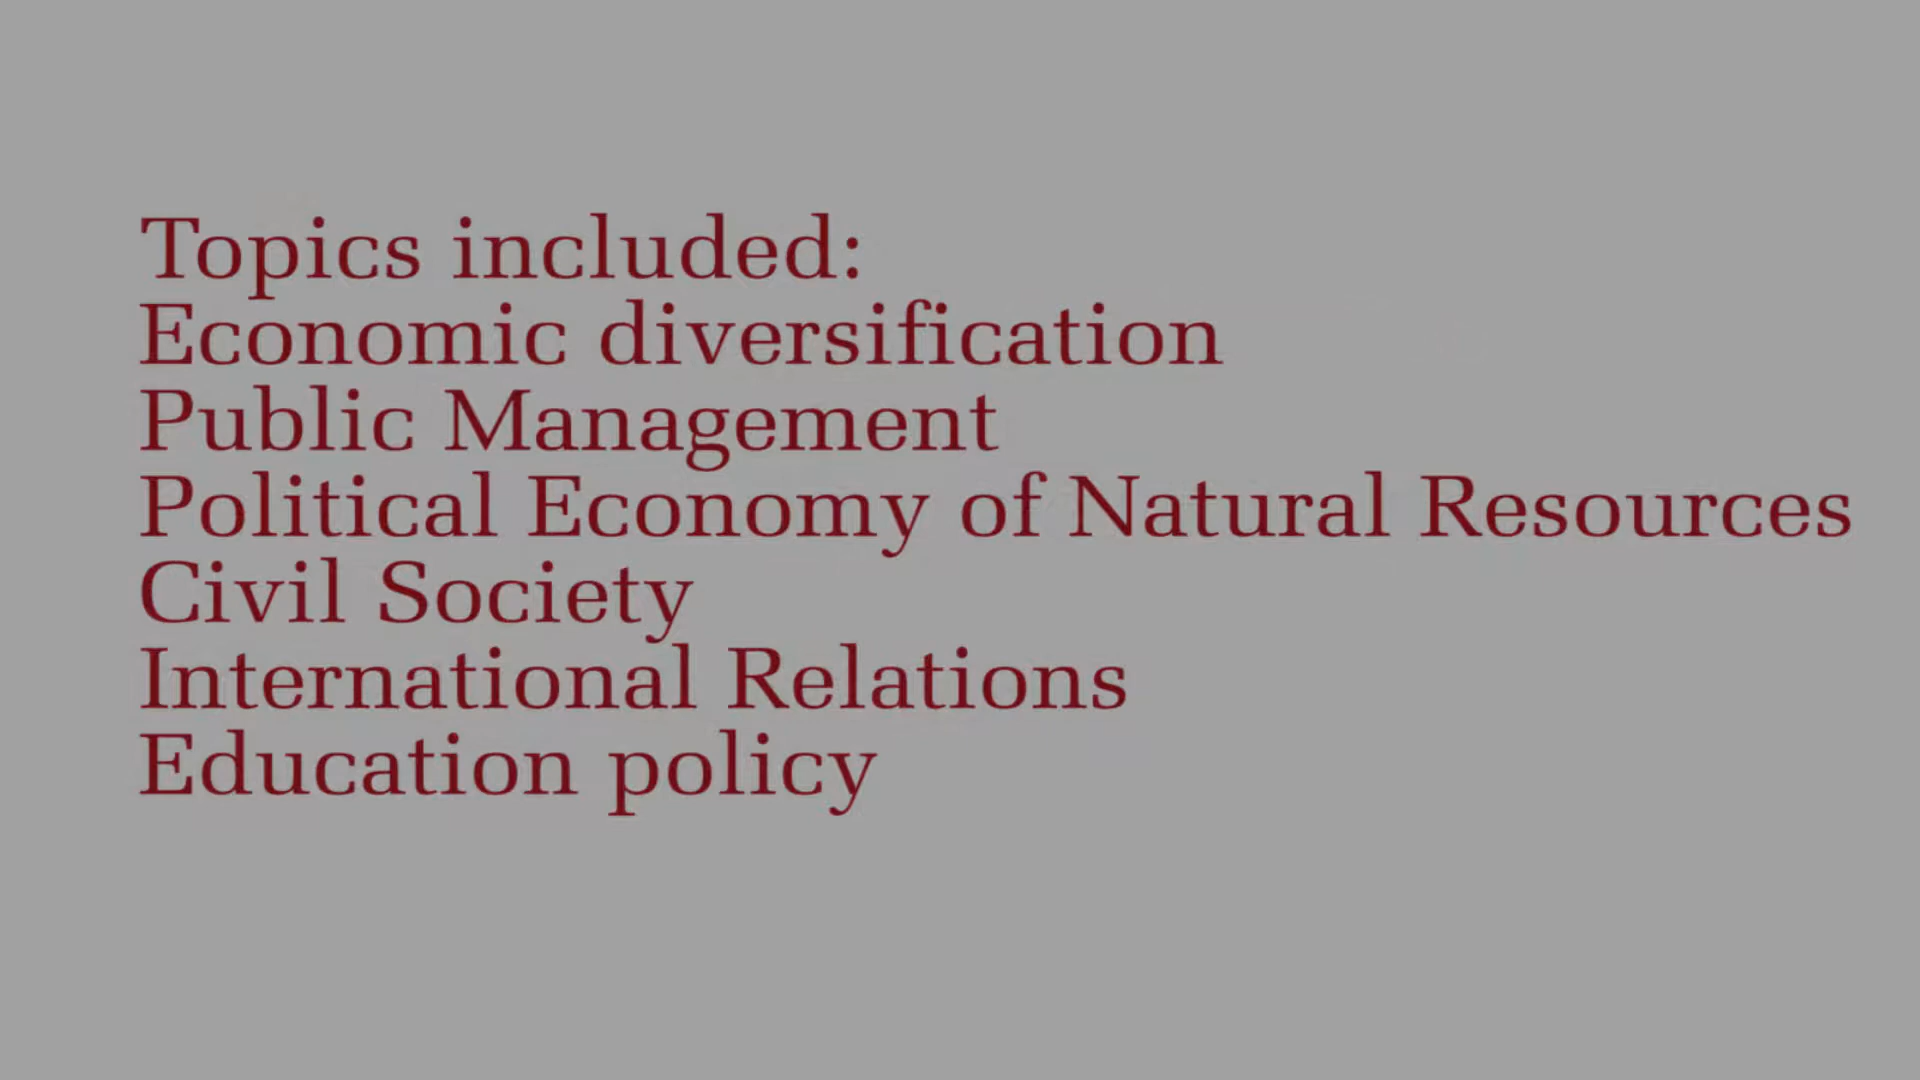 Topics included:
Economic diversification
Public Management
Political Economy of Natural Resources
Civil Society
International Relations
Education policy